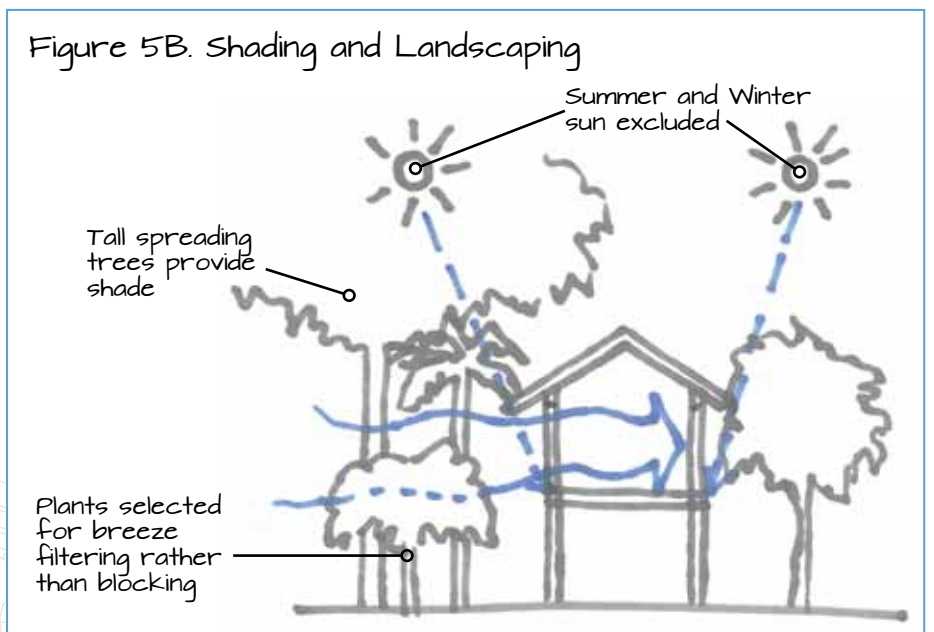 Figure 5B. Shading and Landscaping
Summer and Winter
sun excluded
Tall spreading
trees provide
shade
Plants selected
for breeze
filtering rather
than blocking